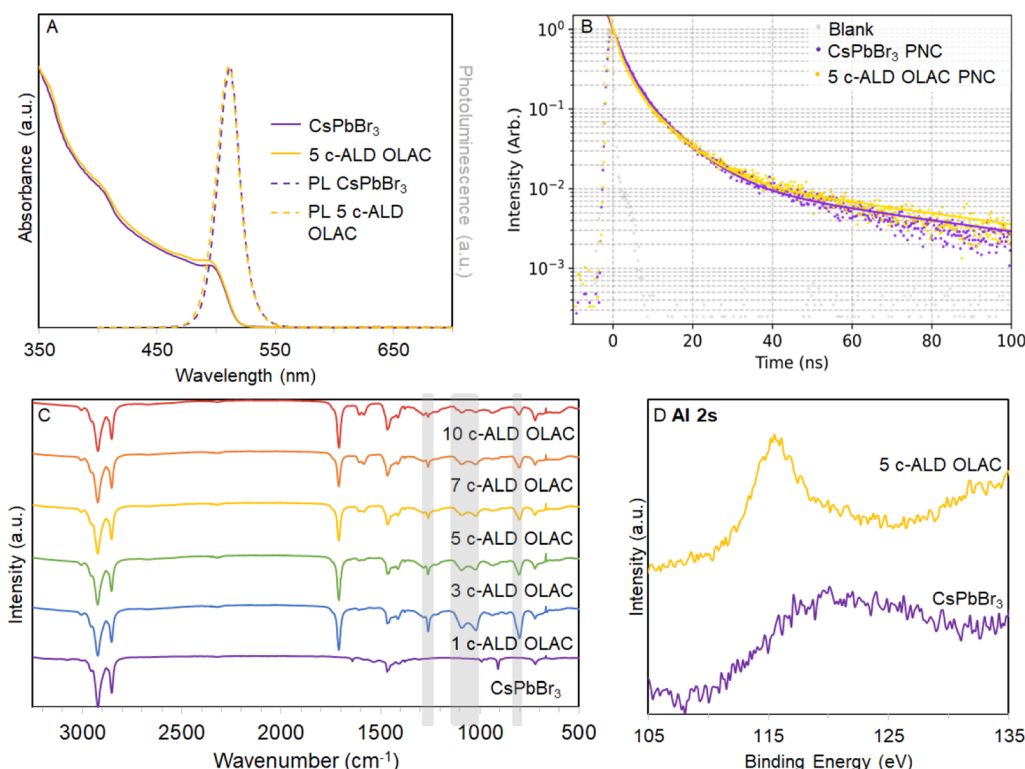 A
Absorbance (a.u.)
Photoluminescence (a.u.)
CsPbBr₃
5 c-ALD OLAC
PL CsPbBr₃
PL 5 c-ALD
OLAC
350 450 550 650
Wavelength (nm)
B
Intensity (Arb.)
10⁰
10⁻¹
10⁻²
10⁻³
Blank
CsPbBr₃ PNC
5 c-ALD OLAC PNC
0 20 40 60 80 100
Time (ns)
C
Intensity (a.u.)
10 c-ALD OLAC
7 c-ALD OLAC
5 c-ALD OLAC
3 c-ALD OLAC
1 c-ALD OLAC
CsPbBr₃
3000 2500 2000 1500 1000 500
Wavenumber (cm⁻¹)
D Al 2s
Intensity (a.u.)
5 c-ALD OLAC
CsPbBr₃
105 115 125 135
Binding Energy (eV)